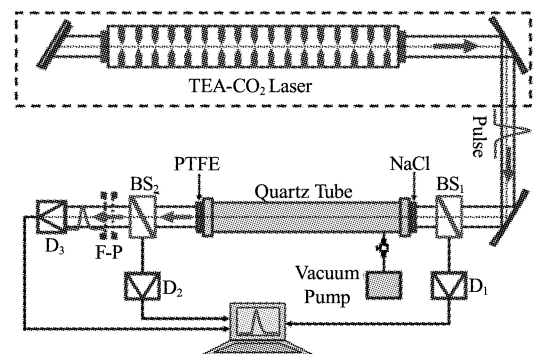 TEA-CO₂ Laser
Pulse
PTFE
NaCl
BS₂
Quartz Tube
BS₁
D₃
F-P
D₂
Vacuum
Pump
D₁